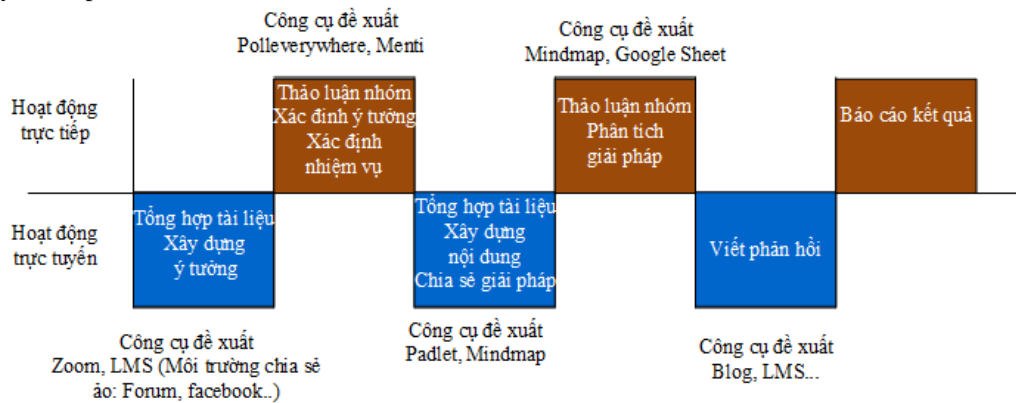 Công cụ đề xuất
Polleverywhere, Menti
Công cụ đề xuất
Mindmap, Google Sheet
Hoạt động
trực tiếp
Thảo luận nhóm
Xác đinh ý tưởng
Xác định
nhiệm vụ
Thảo luận nhóm
Phân tích
giải pháp
Báo cáo kết quả
Hoạt động
trực tuyến
Tổng hợp tài liệu
Xây dựng
ý tưởng
Tổng hợp tài liệu
Xây dựng
nội dung
Chia sẻ giải pháp
Viết phản hồi
Công cụ đề xuất
Zoom, LMS (Môi trường chia sẻ
ảo: Forum, facebook..)
Công cụ đề xuất
Padlet, Mindmap
Công cụ đề xuất
Blog, LMS...